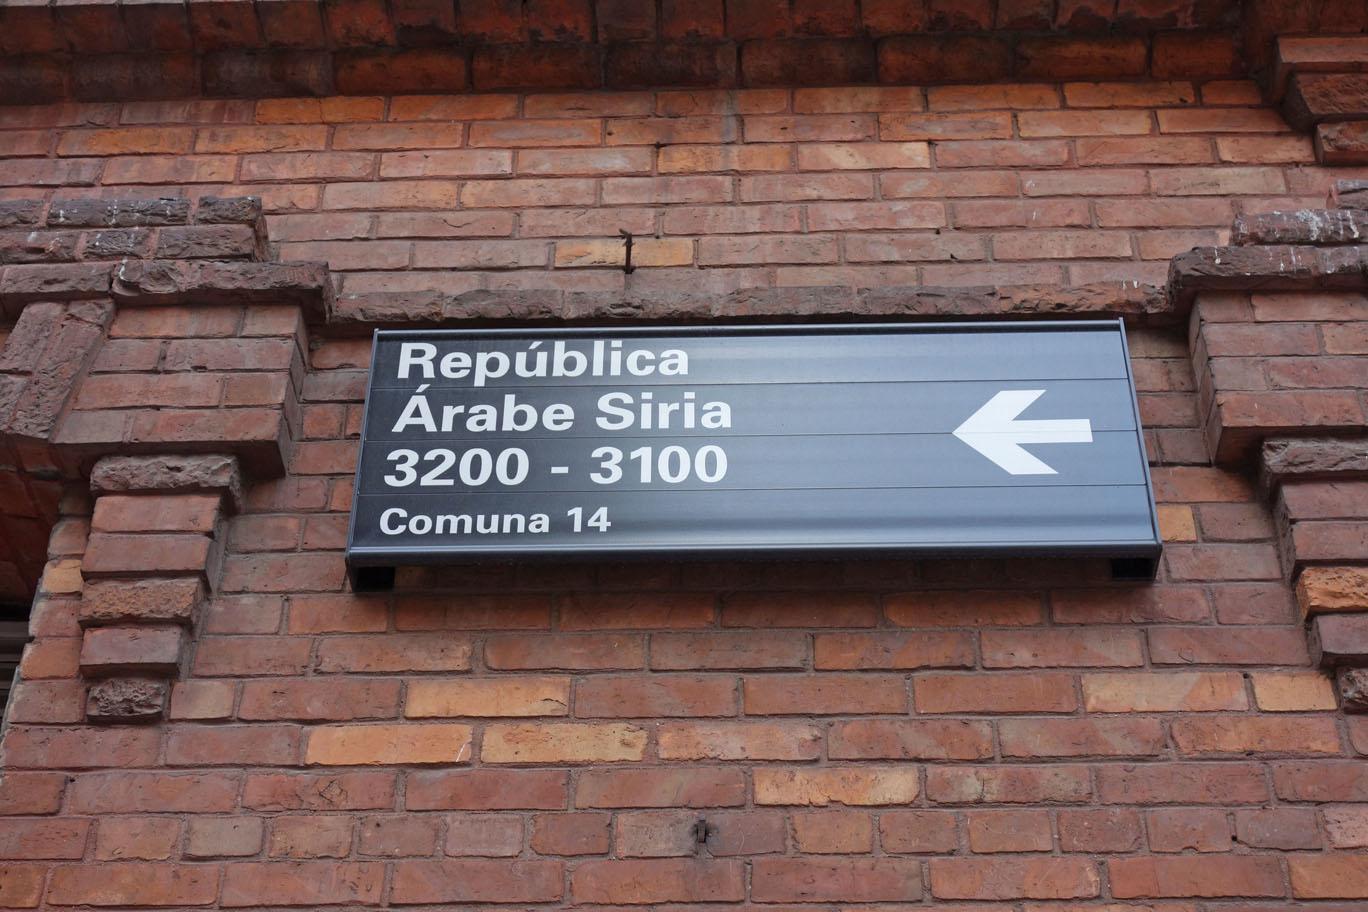 República
Árabe Siria
3200 - 3100
Comuna 14